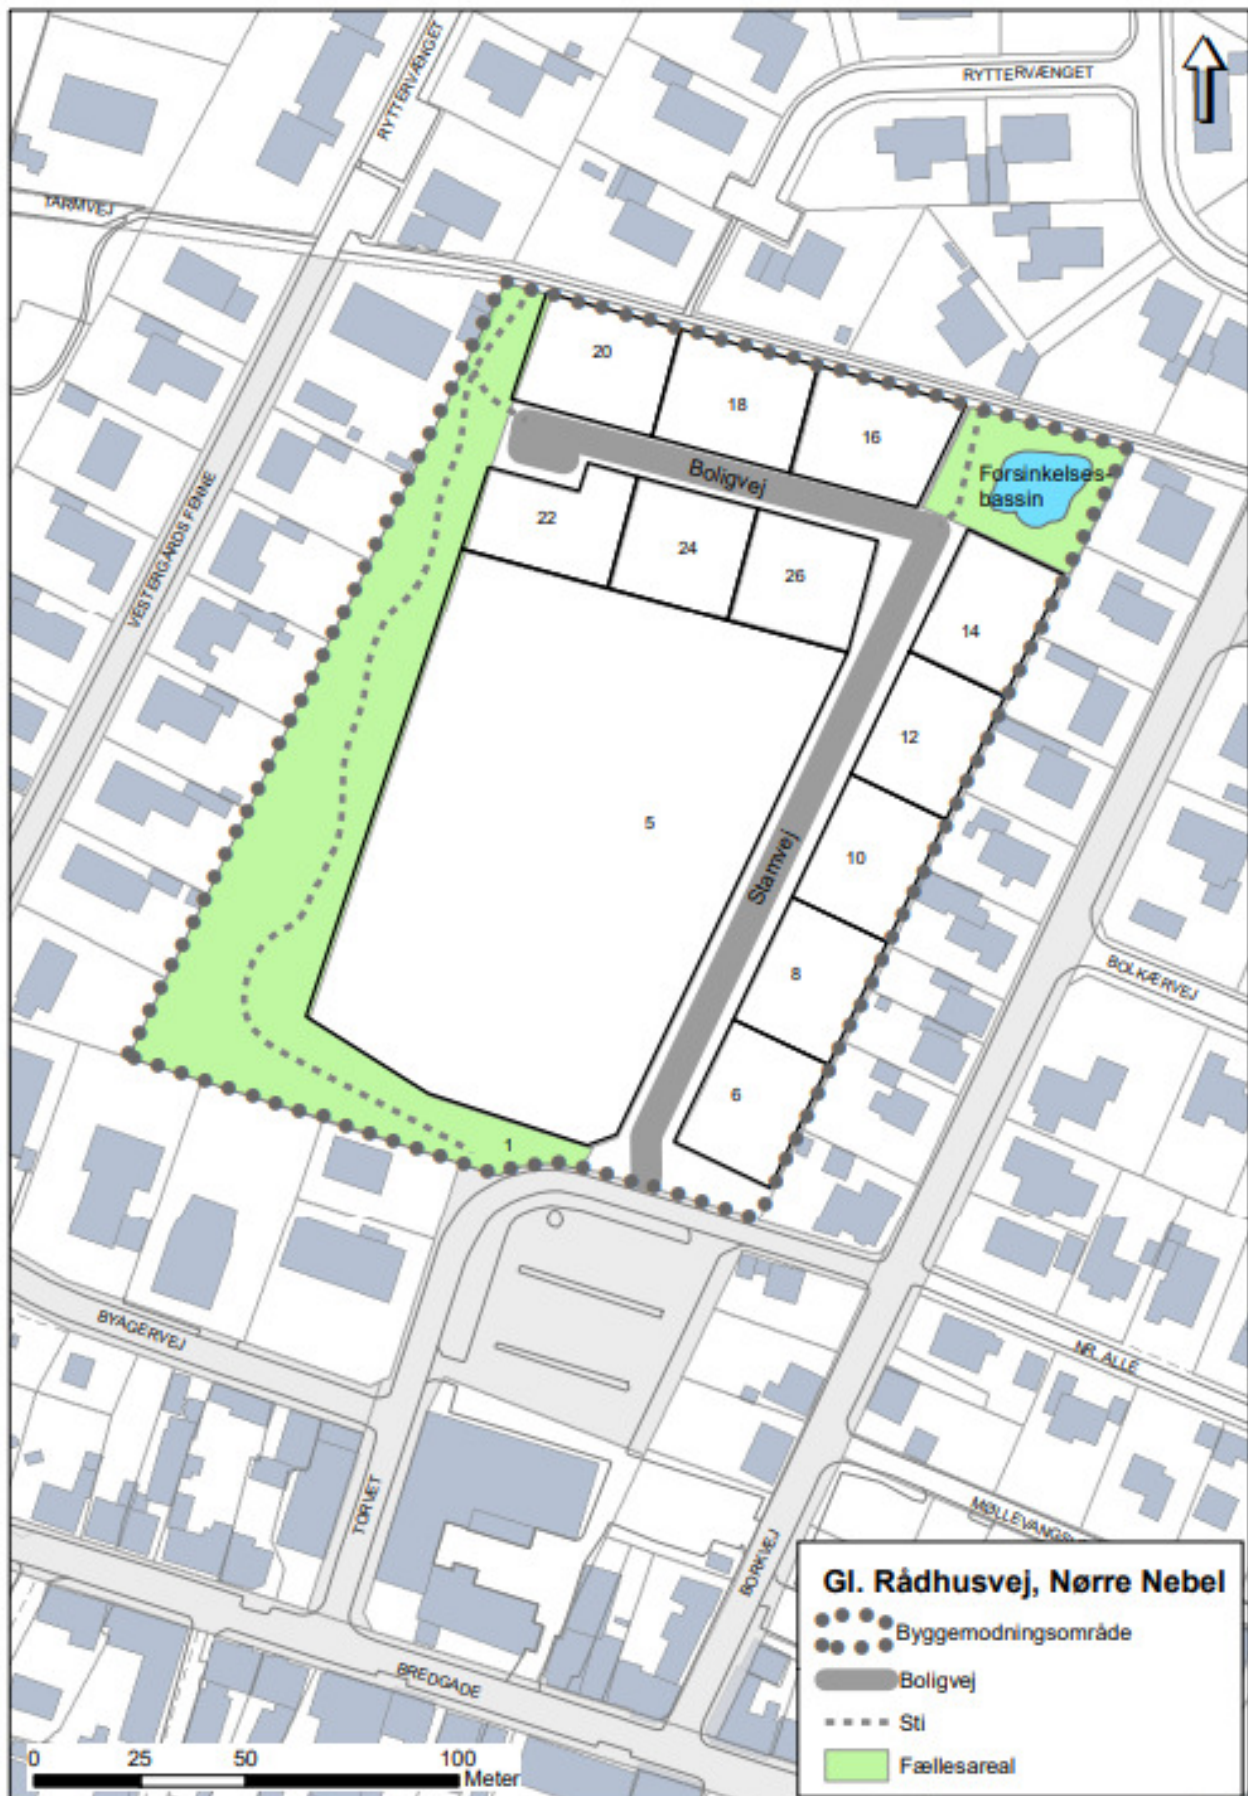 RYTTERVÆNGET
RYTTERVÆNGET
TARMVEJ
20
18
16
Boligvej
Forsinkelses-
bassin
22
24
26
14
VESTERGÅRDS FENNE
12
5
10
Stamvej
8
BOLKÆRVEJ
6
1
BYAGERVEJ
NR. ALLE
TORVET
MØLLEVANGS
BORKVEJ
BREDGADE
Gl. Rådhusvej, Nørre Nebel
Byggemodningsområde
Boligvej
Sti
Fællesareal
0 25 50 100
Meter